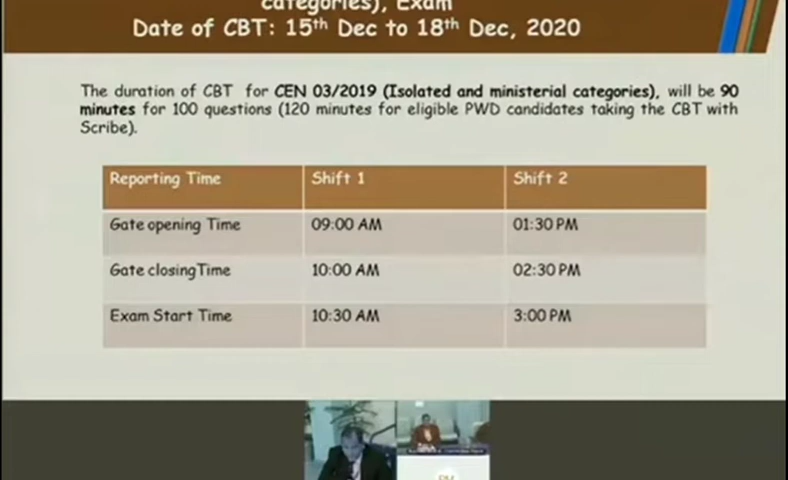 categories), Exam
Date of CBT: 15th Dec to 18th Dec, 2020
The duration of CBT for CEN 03/2019 (Isolated and ministerial categories), will be 90
minutes for 100 questions (120 minutes for eligible PWD candidates taking the CBT with
Scribe).
Reporting Time Shift 1 Shift 2
Gate opening Time 09:00 AM 01:30 PM
Gate closingTime 10:00 AM 02:30 PM
Exam Start Time 10:30 AM 3:00 PM